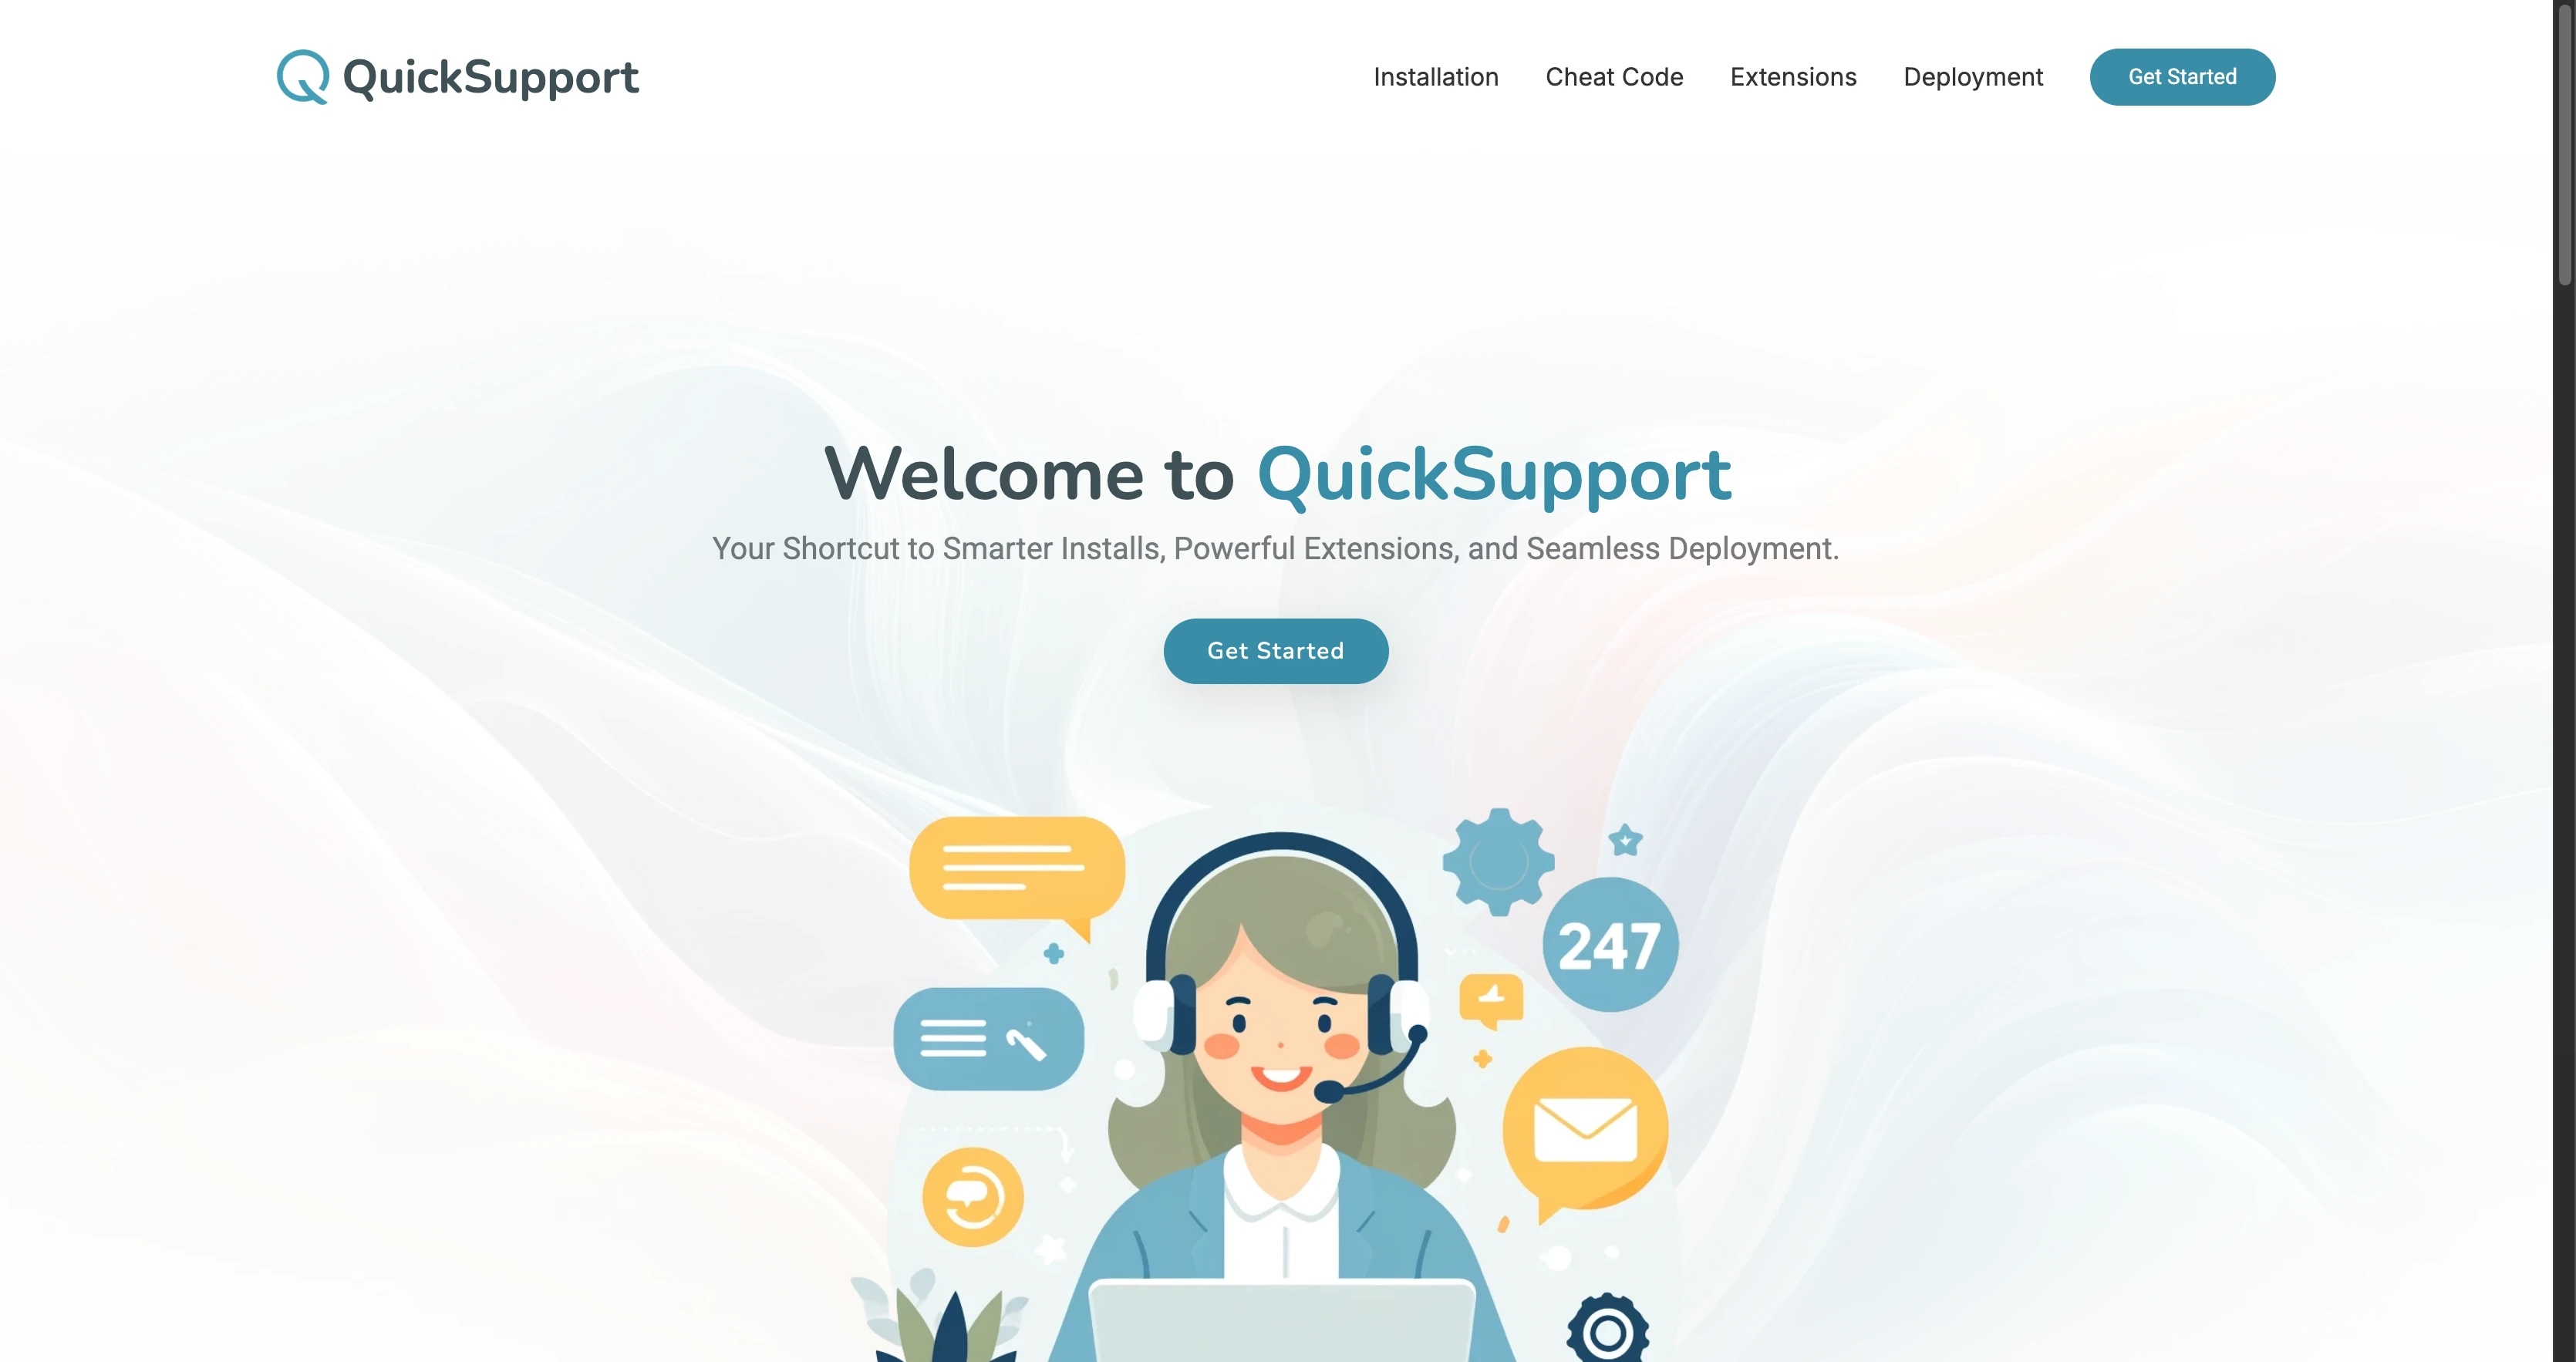 QuickSupport
Installation
Cheat Code
Extensions
Deployment
Get Started
Welcome to QuickSupport
Your Shortcut to Smarter Installs, Powerful Extensions, and Seamless Deployment.
Get Started
247